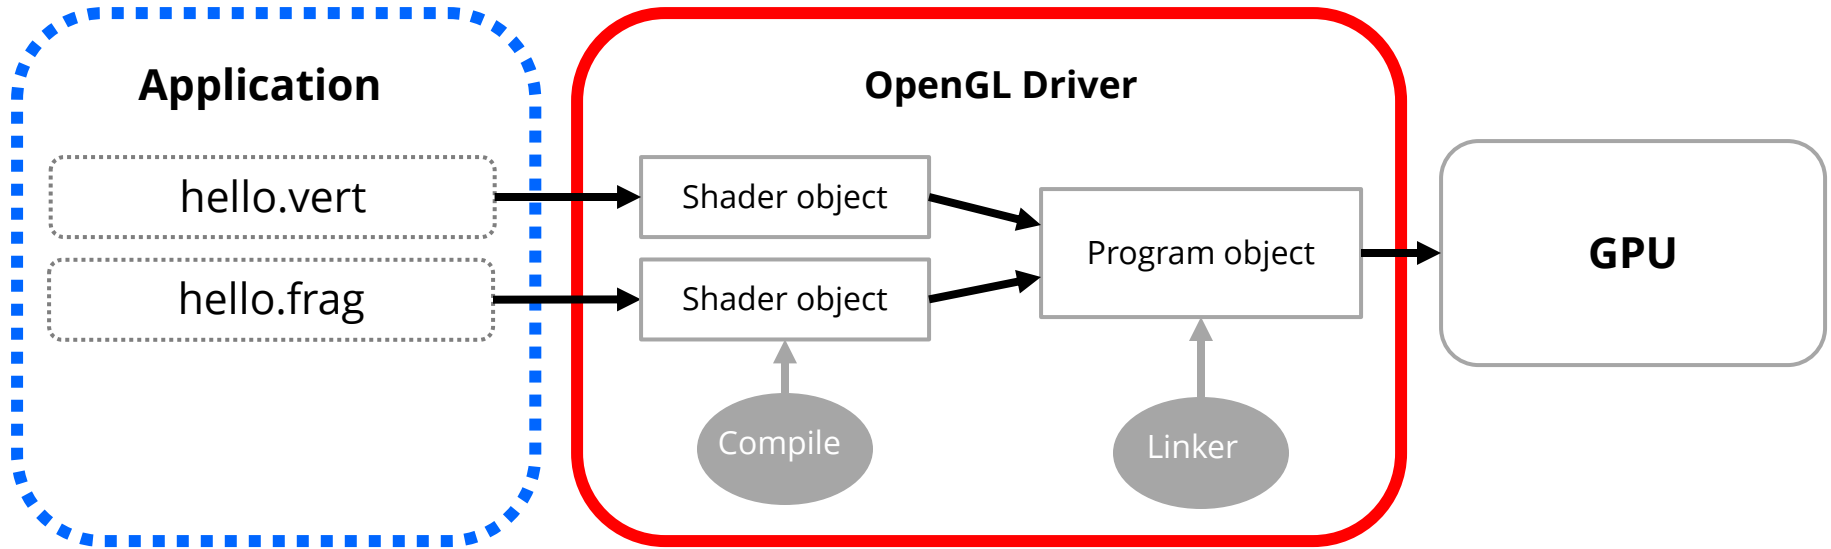 Application
hello.vert
hello.frag
OpenGL Driver
Shader object
Shader object
Compile
Program object
Linker
GPU